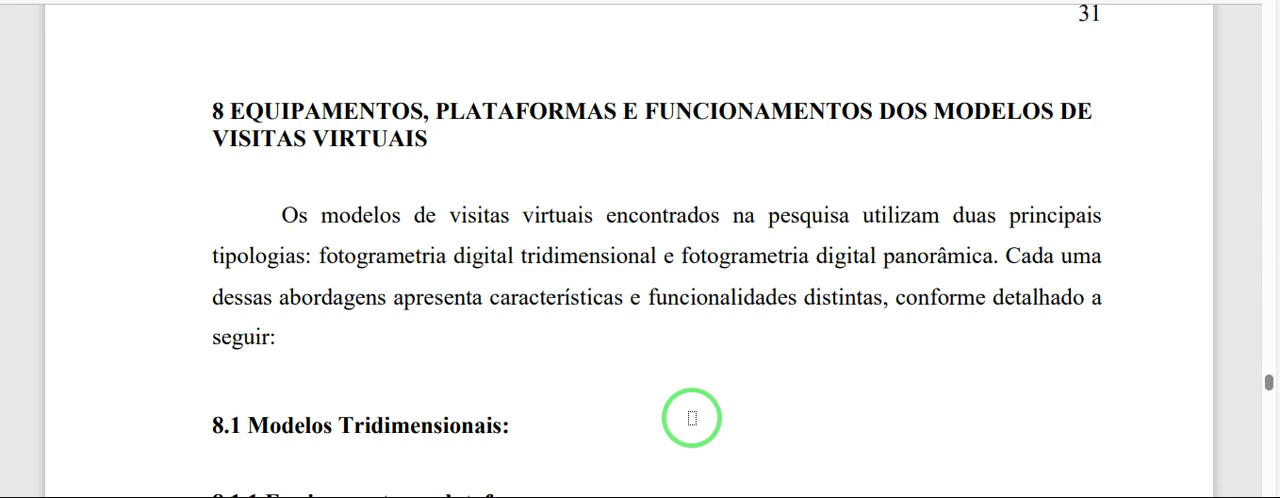 31
8 EQUIPAMENTOS, PLATAFORMAS E FUNCIONAMENTOS DOS MODELOS DE
VISITAS VIRTUAIS
Os modelos de visitas virtuais encontrados na pesquisa utilizam duas principais
tipologias: fotogrametria digital tridimensional e fotogrametria digital panorâmica. Cada uma
dessas abordagens apresenta características e funcionalidades distintas, conforme detalhado a
seguir:
8.1 Modelos Tridimensionais: